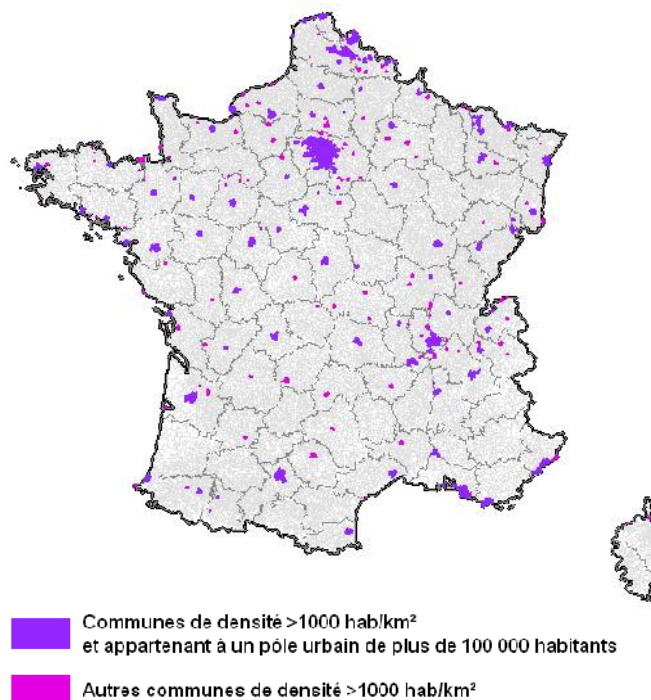 Communes de densité >1000 hab/km²
et appartenant à un pôle urbain de plus de 100 000 habitants
Autres communes de densité >1000 hab/km²